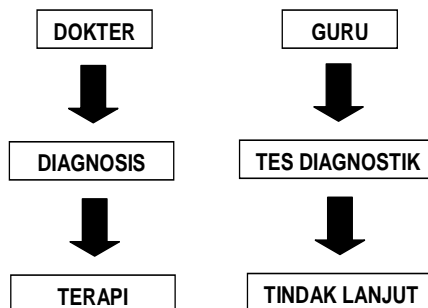 DOKTER
GURU
DIAGNOSIS
TES DIAGNOSTIK
TERAPI
TINDAK LANJUT